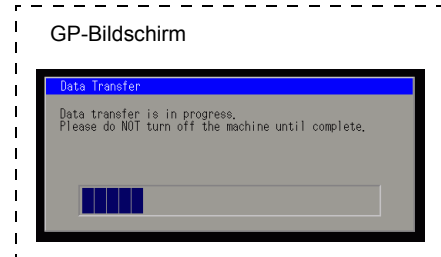 GP-Bildschirm
Data Transfer
Data transfer is in progress.
Please do NOT turn off the machine until complete.